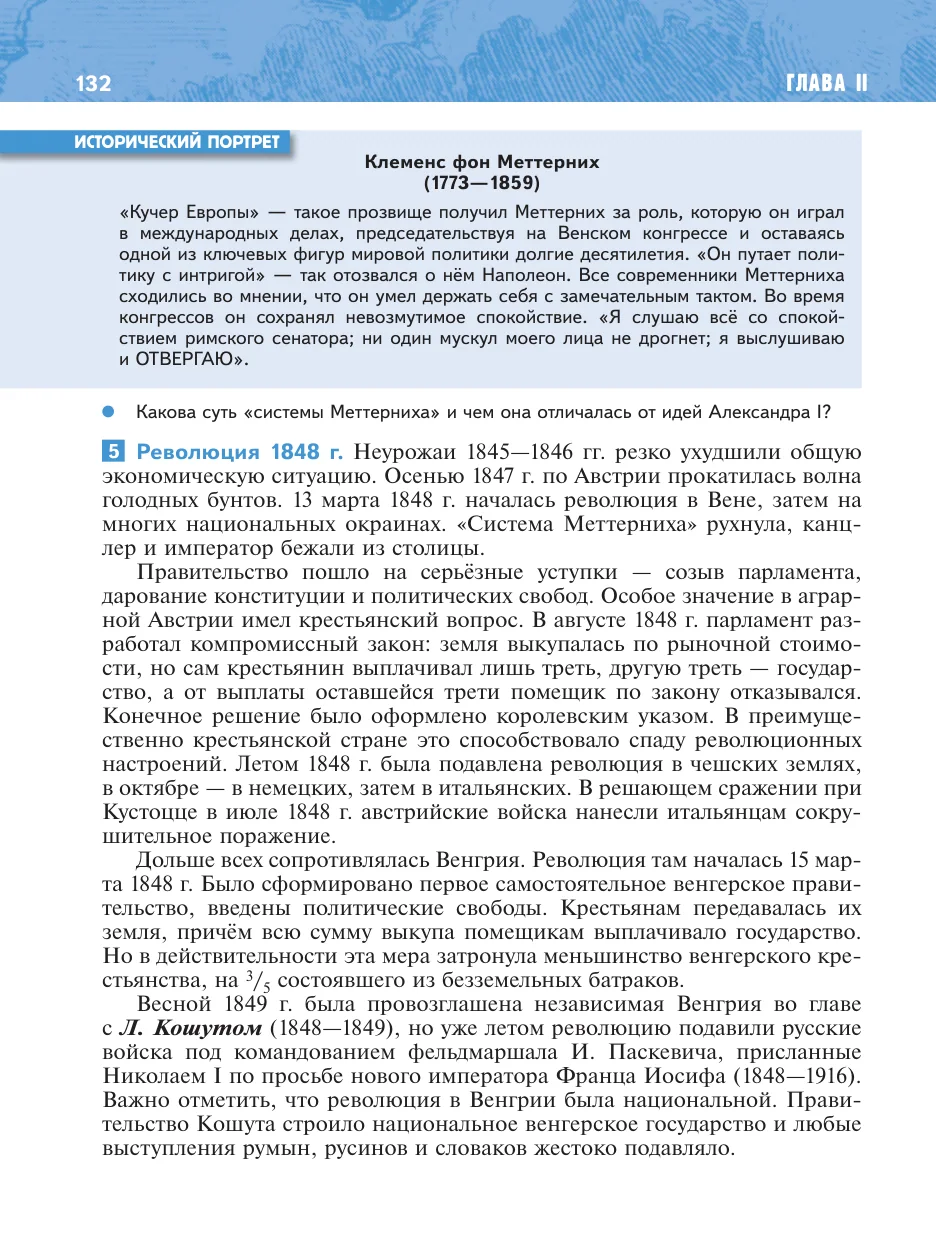 132
ГЛАВА II
ИСТОРИЧЕСКИЙ ПОРТРЕТ
Клеменс фон Меттерних
(1773—1859)
«Кучер Европы» — такое прозвище получил Меттерних за роль, которую он играл
в международных делах, председательствуя на Венском конгрессе и оставаясь
одной из ключевых фигур мировой политики долгие десятилетия. «Он путает поли-
тику с интригой» — так отозвался о нём Наполеон. Все современники Меттерниха
сходились во мнении, что он умел держать себя с замечательным тактом. Во время
конгрессов он сохранял невозмутимое спокойствие. «Я слушаю всё со спокой-
ствием римского сенатора; ни один мускул моего лица не дрогнет; я выслушиваю
и ОТВЕРГАЮ».
● Какова суть «системы Меттерниха» и чем она отличалась от идей Александра I?
5 Революция 1848 г. Неурожаи 1845—1846 гг. резко ухудшили общую
экономическую ситуацию. Осенью 1847 г. по Австрии прокатилась волна
голодных бунтов. 13 марта 1848 г. началась революция в Вене, затем на
многих национальных окраинах. «Система Меттерниха» рухнула, канц-
лер и император бежали из столицы.
Правительство пошло на серьёзные уступки — созыв парламента,
дарование конституции и политических свобод. Особое значение в аграр-
ной Австрии имел крестьянский вопрос. В августе 1848 г. парламент раз-
работал компромиссный закон: земля выкупалась по рыночной стоимо-
сти, но сам крестьянин выплачивал лишь треть, другую треть — государ-
ство, а от выплаты оставшейся трети помещик по закону отказывался.
Конечное решение было оформлено королевским указом. В преимуще-
ственно крестьянской стране это способствовало спаду революционных
настроений. Летом 1848 г. была подавлена революция в чешских землях,
в октябре — в немецких, затем в итальянских. В решающем сражении при
Кустоцце в июле 1848 г. австрийские войска нанесли итальянцам сокру-
шительное поражение.
Дольше всех сопротивлялась Венгрия. Революция там началась 15 мар-
та 1848 г. Было сформировано первое самостоятельное венгерское прави-
тельство, введены политические свободы. Крестьянам передавалась их
земля, причём всю сумму выкупа помещикам выплачивало государство.
Но в действительности эта мера затронула меньшинство венгерского кре-
стьянства, на 3/5 состоявшего из безземельных батраков.
Весной 1849 г. была провозглашена независимая Венгрия во главе
с Л. Кошутом (1848—1849), но уже летом революцию подавили русские
войска под командованием фельдмаршала И. Паскевича, присланные
Николаем I по просьбе нового императора Франца Иосифа (1848—1916).
Важно отметить, что революция в Венгрии была национальной. Прави-
тельство Кошута строило национальное венгерское государство и любые
выступления румын, русинов и словаков жестоко подавляло.